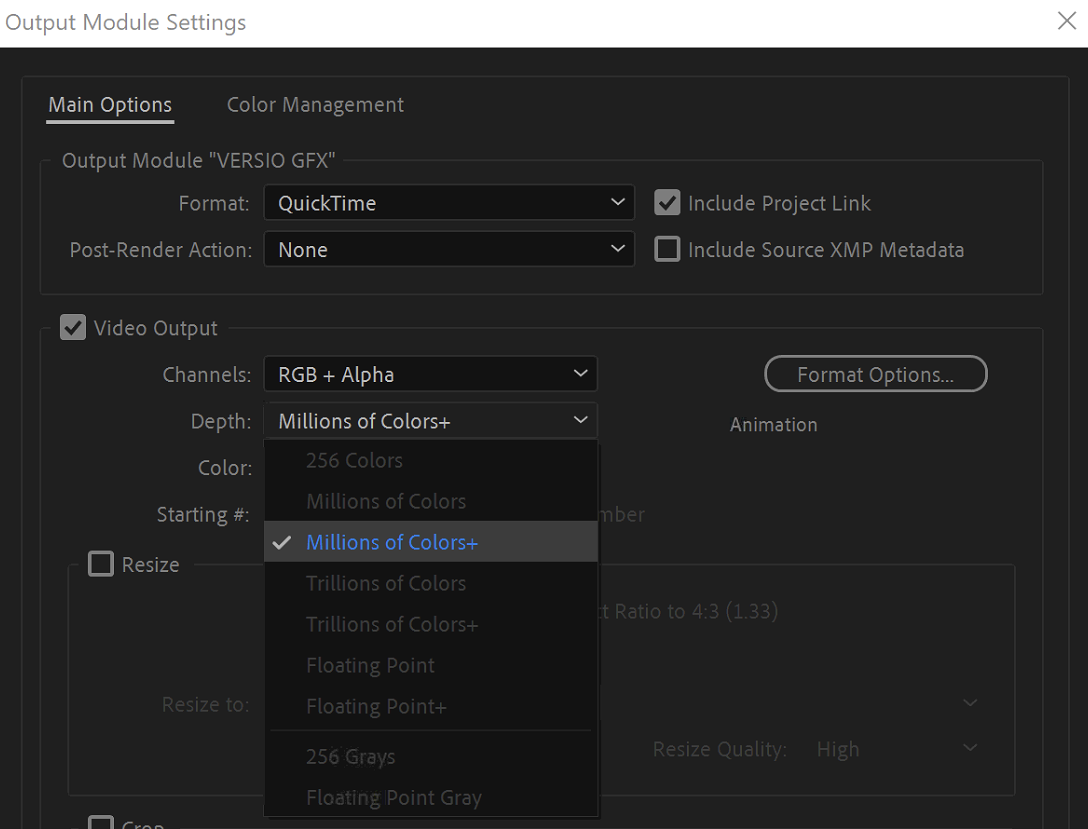 Output Module Settings
Main Options Color Management
Output Module "VERSIO GFX"
Format: QuickTime Include Project Link
Post-Render Action: None Include Source XMP Metadata
Video Output
Channels: RGB + Alpha Format Options...
Depth: Millions of Colors+ Animation
256 Colors
Color:
Millions of Colors
Starting #: mber
Millions of Colors+
Resize
Trillions of Colors
ct Ratio to 4:3 (1.33)
Trillions of Colors+
Floating Point
Floating Point+
Resize to:
Resize Quality: High
256 Grays
Floating Point Gray
Crop